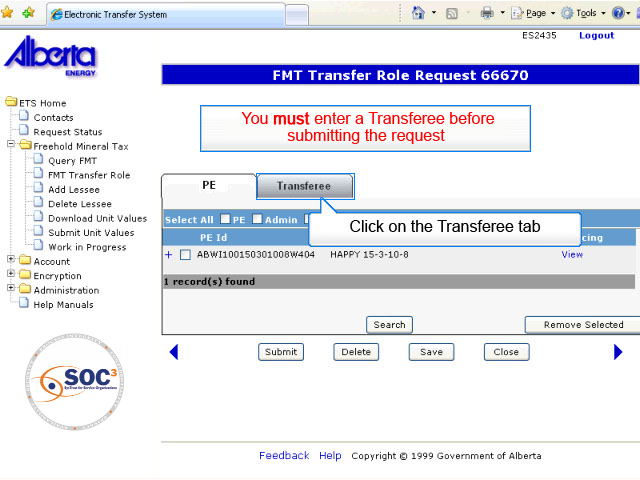 Electronic Transfer System
Page
Tools
ES2435 Logout
Alberta
ENERGY
FMT Transfer Role Request 66670
You must enter a Transferee before
submitting the request
ETS Home
Contacts
Request Status
Freehold Mineral Tax
Query FMT
FMT Transfer Role
Add Lessee
Delete Lessee
Download Unit Values
Submit Unit Values
Work in Progress
Account
Encryption
Administration
Help Manuals
PE Transferee
Select All PE Admin
Click on the Transferee tab
PE Id cing
+ ABWI100150301008W404 HAPPY 15-3-10-8 View
1 record(s) found
Search Remove Selected
Submit Delete Save Close
SOC3
SysTrust for Service Organizations
Feedback Help Copyright © 1999 Government of Alberta